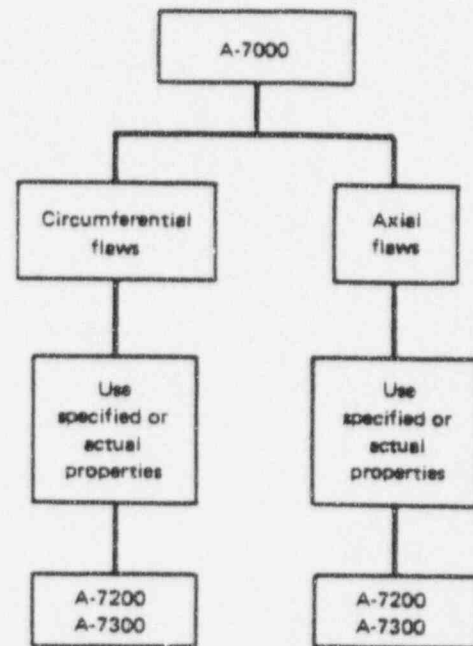 A-7000
Circumferential
flaws
Axial
flaws
Use
specified or
actual
properties
Use
specified or
actual
properties
A-7200
A-7300
A-7200
A-7300